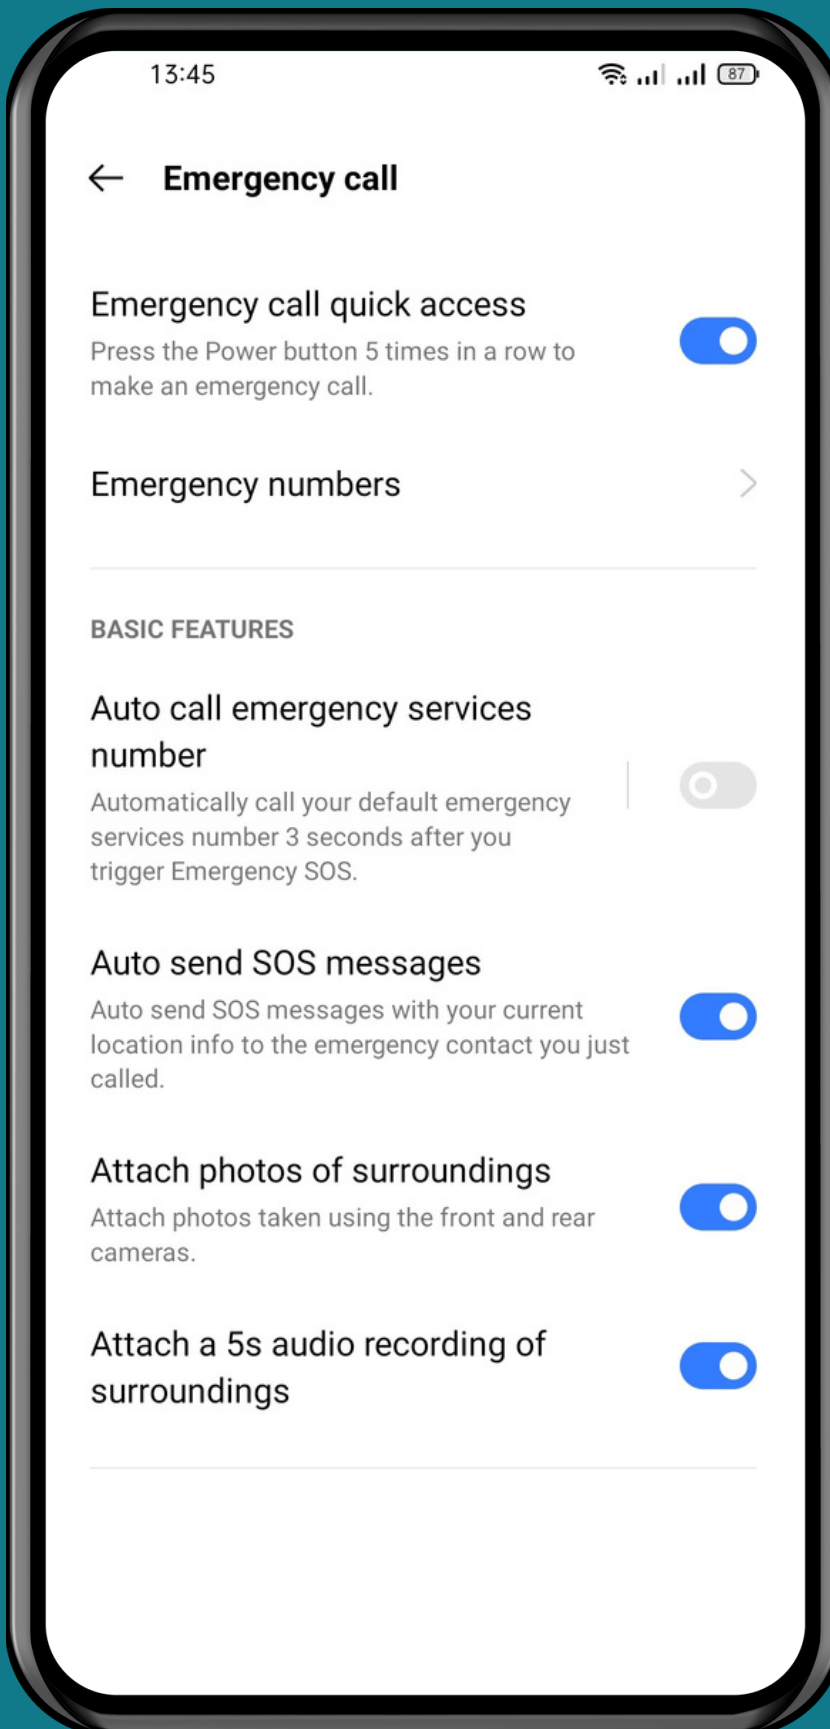 13:45
87
Emergency call
Emergency call quick access
Press the Power button 5 times in a row to
make an emergency call.
Emergency numbers
BASIC FEATURES
Auto call emergency services
number
Automatically call your default emergency
services number 3 seconds after you
trigger Emergency SOS.
Auto send SOS messages
Auto send SOS messages with your current
location info to the emergency contact you just
called.
Attach photos of surroundings
Attach photos taken using the front and rear
cameras.
Attach a 5s audio recording of
surroundings